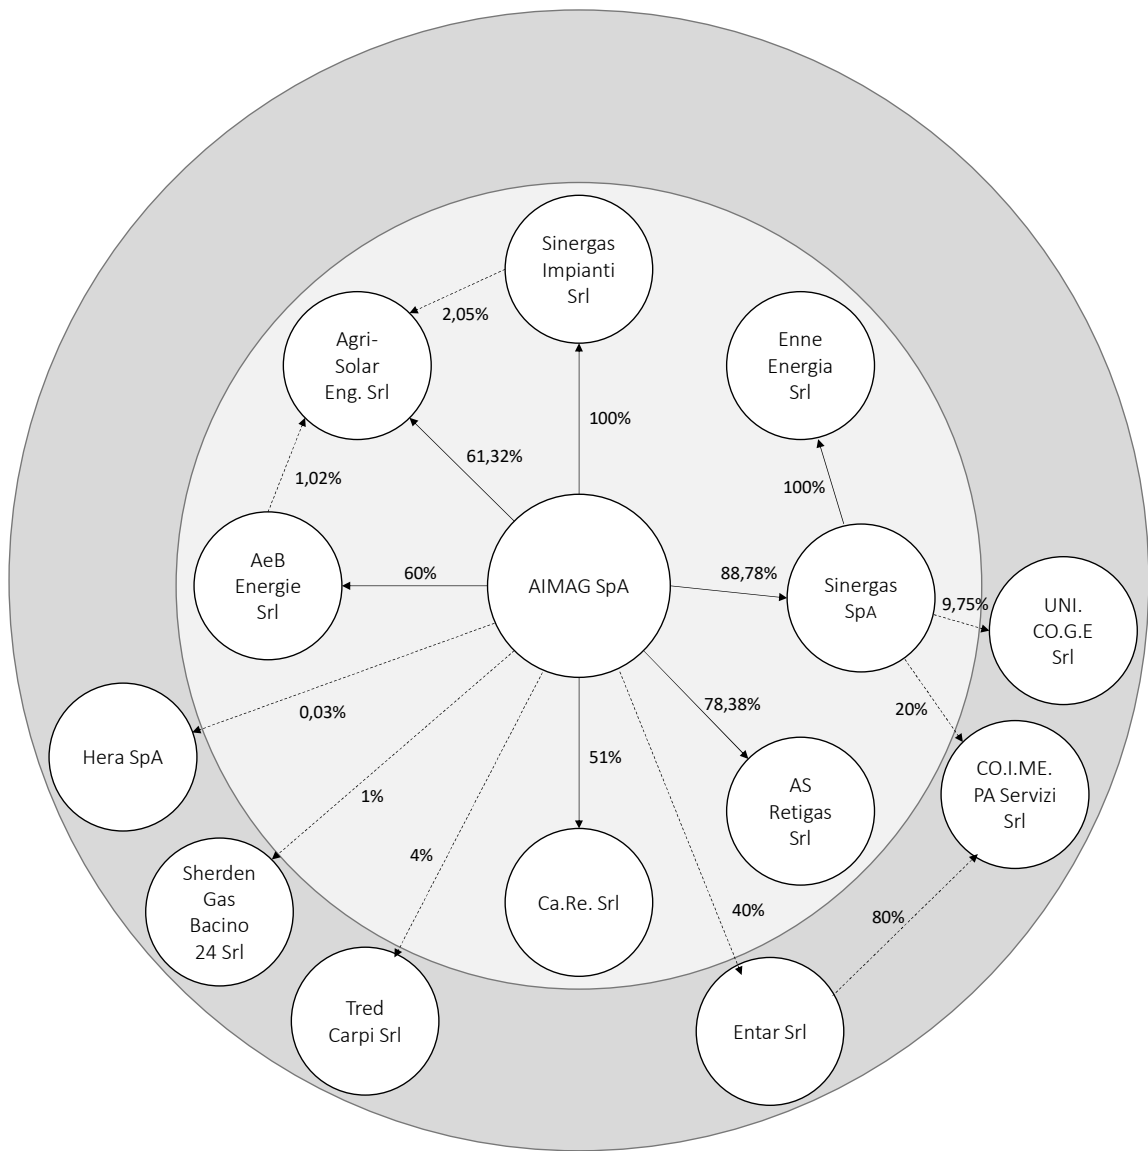 Sinergas
Impianti
Srl
2,05%
Agri-
Solar
Eng. Srl
Enne
Energia
Srl
100%
61,32%
1,02%
100%
AeB
Energie
Srl
60%
AIMAG SpA
88,78%
Sinergas
SpA
9,75%
UNI.
CO.G.E
Srl
0,03%
78,38%
20%
Hera SpA
51%
CO.I.ME.
PA Servizi
Srl
1%
AS
Retigas
Srl
4%
Sherden
Gas
Bacino
24 Srl
Ca.Re. Srl
40%
80%
Tred
Carpi Srl
Entar Srl